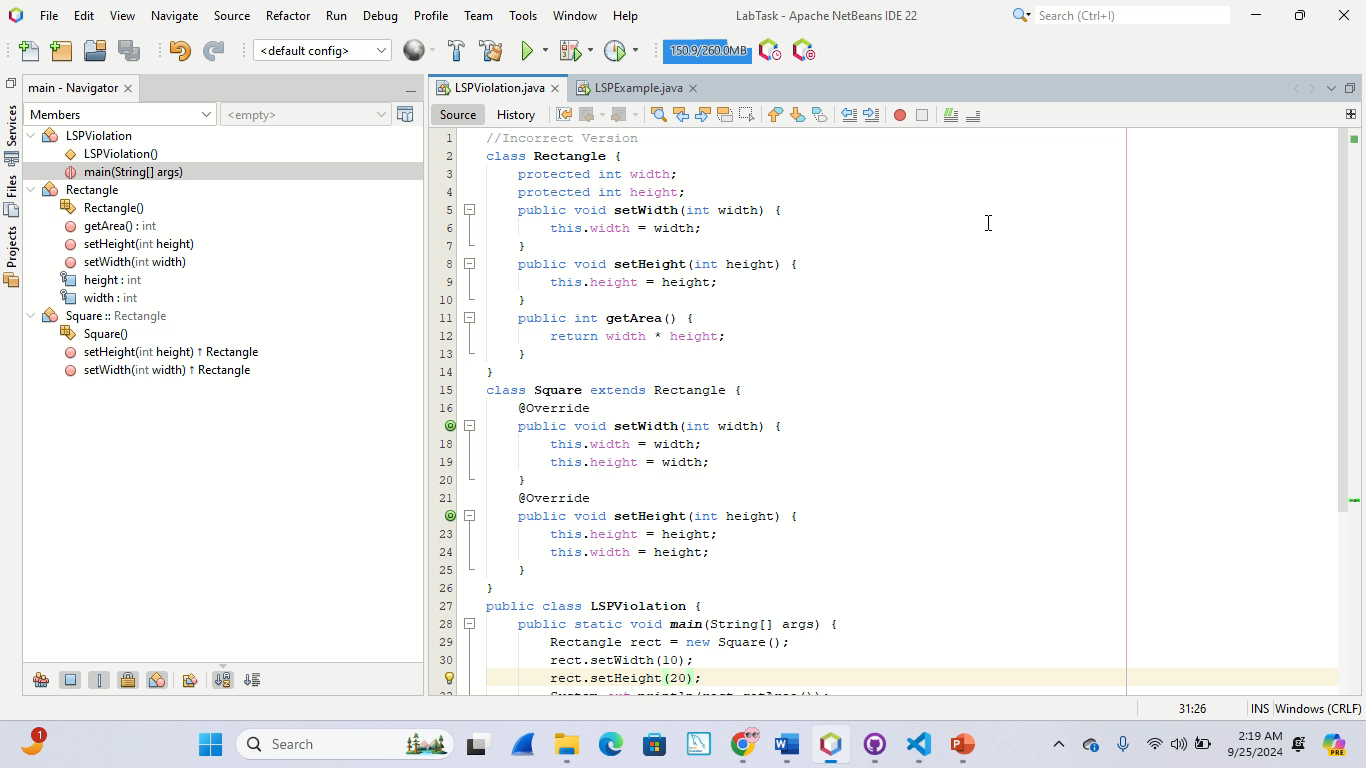 File Edit View Navigate Source Refactor Run Debug Profile Team Tools Window Help LabTask - Apache NetBeans IDE 22 Search (Ctrl+I)
<default config> 150.9/260.0MB
main - Navigator LSPViolation.java LSPExample.java
Members <empty> Source History
Services
Files
Projects
LSPViolation
LSPViolation()
main(String[] args)
Rectangle
Rectangle()
getArea() : int
setHeight(int height)
setWidth(int width)
height : int
width : int
Square :: Rectangle
Square()
setHeight(int height) ↑ Rectangle
setWidth(int width) ↑ Rectangle
1 //Incorrect Version
2 class Rectangle {
3 protected int width;
4 protected int height;
5 public void setWidth(int width) {
6 this.width = width;
7 }
8 public void setHeight(int height) {
9 this.height = height;
10 }
11 public int getArea() {
12 return width * height;
13 }
14 }
15 class Square extends Rectangle {
16 @Override
public void setWidth(int width) {
18 this.width = width;
19 this.height = width;
20 }
21 @Override
public void setHeight(int height) {
23 this.height = height;
24 this.width = height;
25 }
26 }
27 public class LSPViolation {
28 public static void main(String[] args) {
29 Rectangle rect = new Square();
30 rect.setWidth(10);
rect.setHeight(20);
System.out.println(rect.getArea());
31:26 INS Windows (CRLF)
1 Search 2:19 AM
9/25/2024
PRE